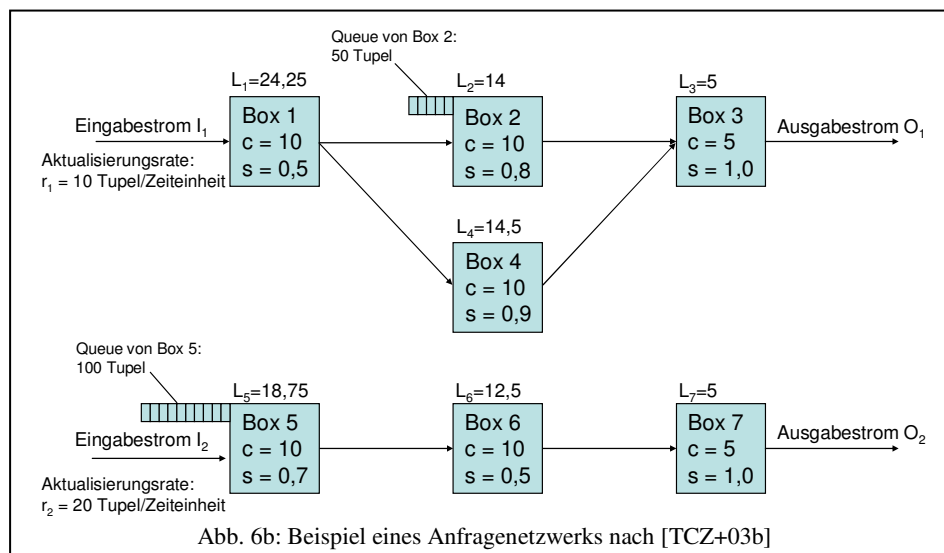 Queue von Box 2:
50 Tupel
L₁=24,25
L₂=14
L₃=5
Eingabestrom I₁
Aktualisierungsrate:
r₁ = 10 Tupel/Zeiteinheit
Box 1
c = 10
s = 0,5
Box 2
c = 10
s = 0,8
Box 3
c = 5
s = 1,0
Ausgabestrom O₁
L₄=14,5
Box 4
c = 10
s = 0,9
Queue von Box 5:
100 Tupel
L₅=18,75
L₆=12,5
L₇=5
Eingabestrom I₂
Aktualisierungsrate:
r₂ = 20 Tupel/Zeiteinheit
Box 5
c = 10
s = 0,7
Box 6
c = 10
s = 0,5
Box 7
c = 5
s = 1,0
Ausgabestrom O₂
Abb. 6b: Beispiel eines Anfragenetzwerks nach [TCZ+03b]